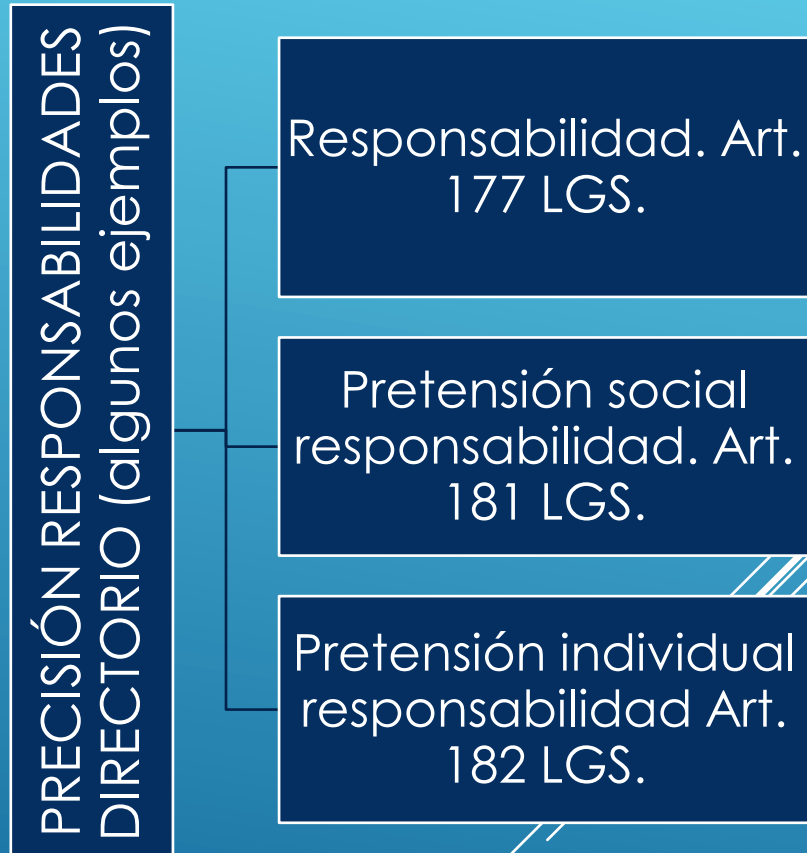 PRECISIÓN RESPONSABILIDADES
DIRECTORIO (algunos ejemplos)
Responsabilidad. Art.
177 LGS.
Pretensión social
responsabilidad. Art.
181 LGS.
Pretensión individual
responsabilidad Art.
182 LGS.